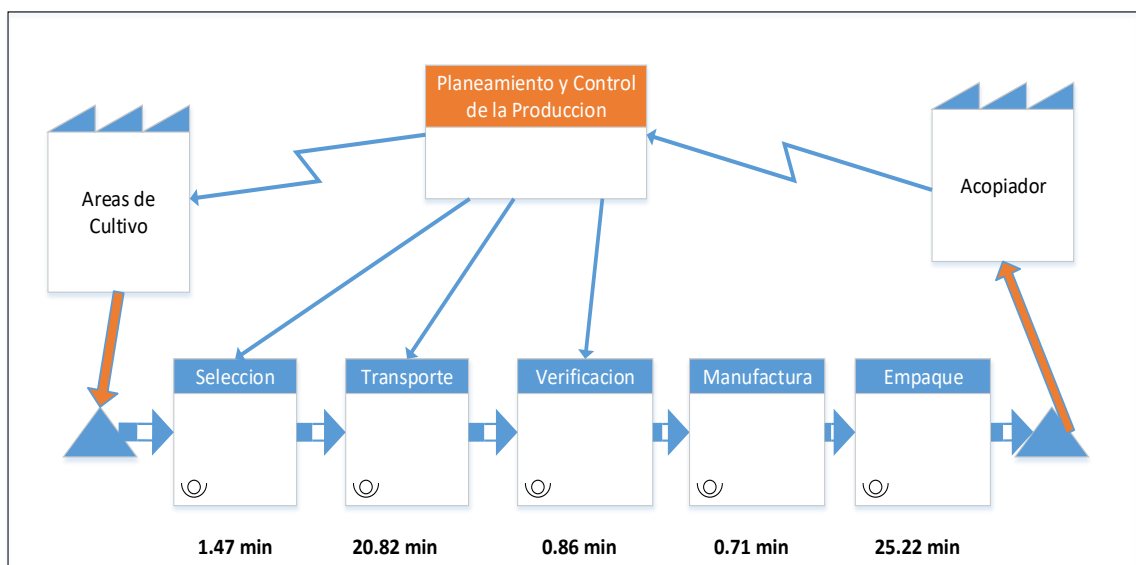 Planeamiento y Control
de la Produccion
Areas de
Cultivo
Acopiador
Seleccion
Transporte
Verificacion
Manufactura
Empaque
1.47 min
20.82 min
0.86 min
0.71 min
25.22 min